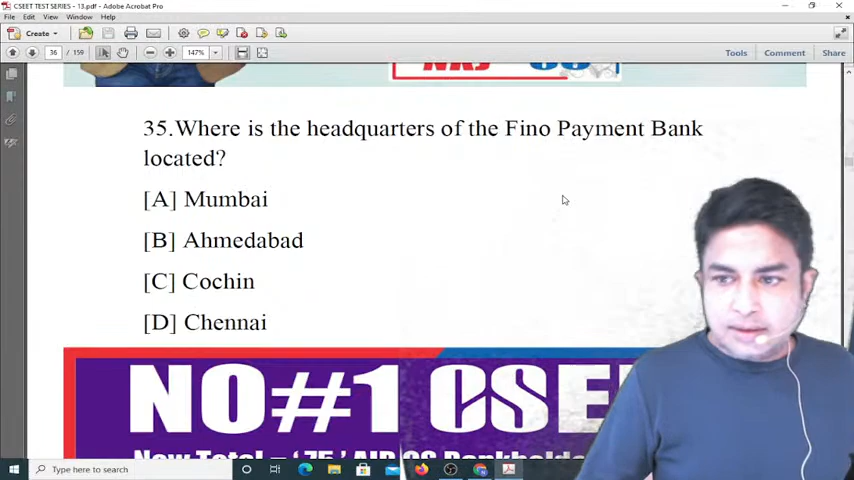 CSEET TEST SERIES - 13.pdf - Adobe Acrobat Pro
File Edit View Window Help
Create
36 / 159
147%
Tools Comment Share
35.Where is the headquarters of the Fino Payment Bank
located?
[A] Mumbai
[B] Ahmedabad
[C] Cochin
[D] Chennai
NO#1
Type here to search